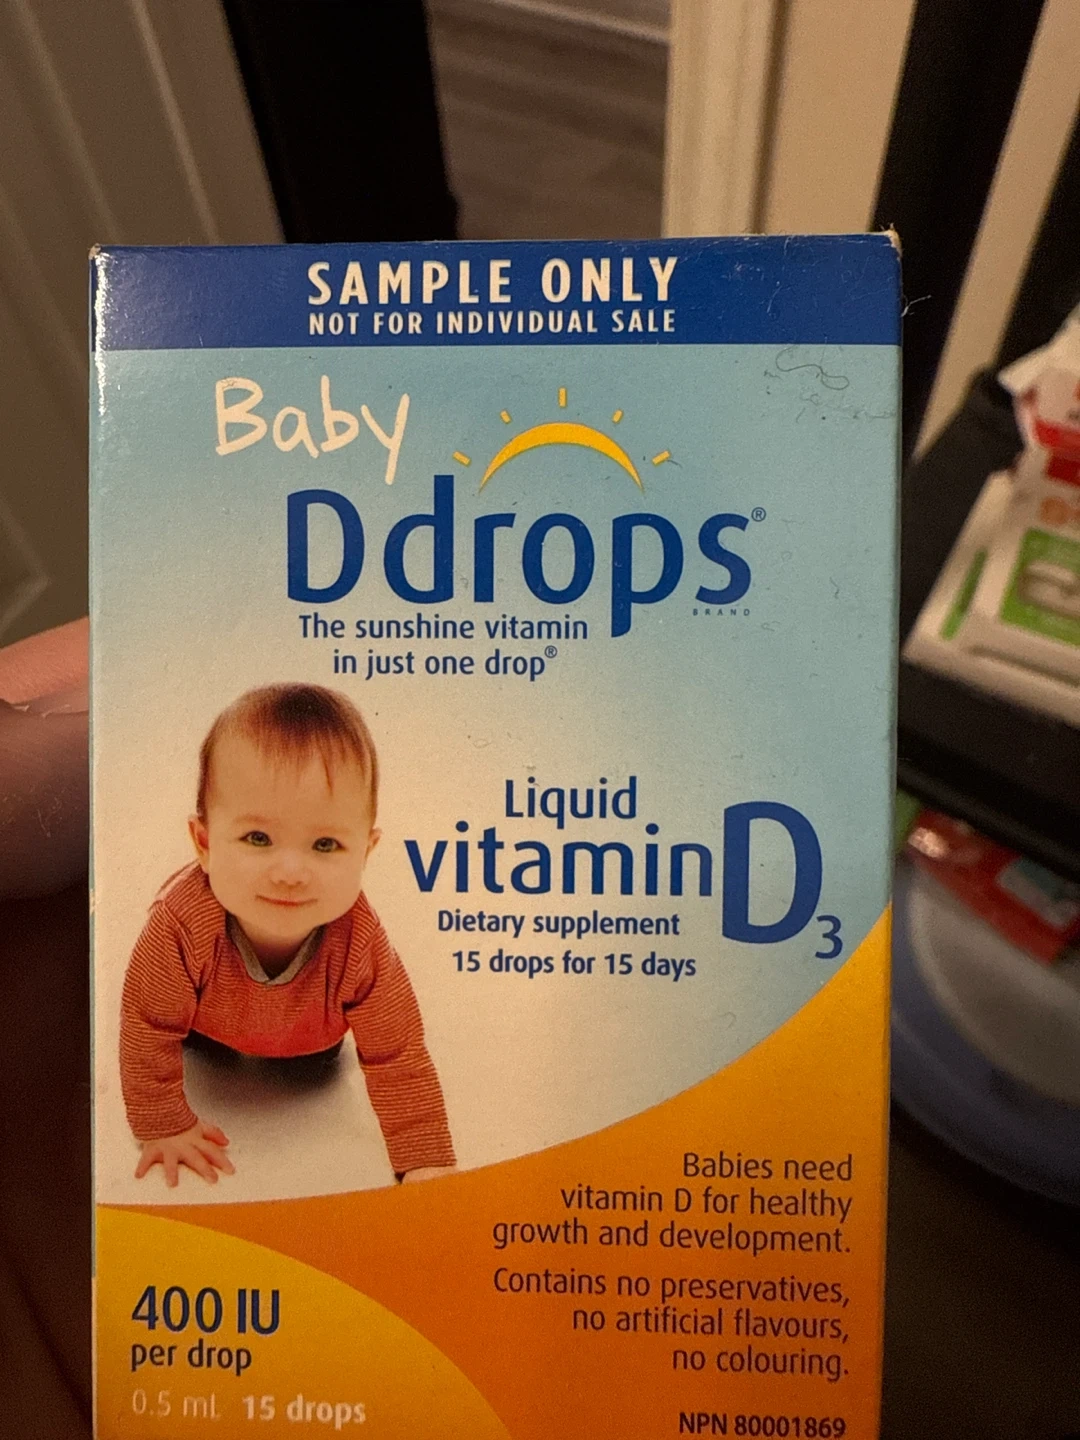 SAMPLE ONLY
NOT FOR INDIVIDUAL SALE
Baby
Ddrops®
BRAND
The sunshine vitamin
in just one drop®
Liquid
vitamin D3
Dietary supplement
15 drops for 15 days
Babies need
vitamin D for healthy
growth and development.
Contains no preservatives,
no artificial flavours,
no colouring.
400 IU
per drop
0.5 mL 15 drops
NPN 80001869